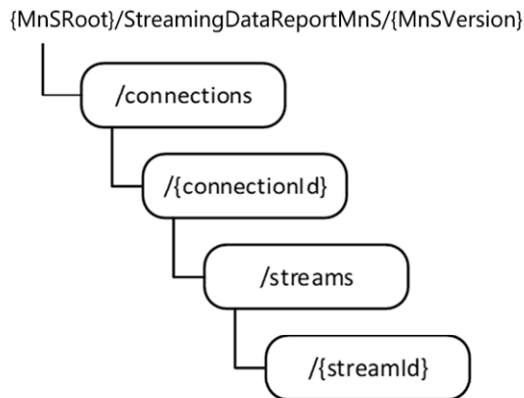 {MnSRoot}/StreamingDataReportMnS/{MnSVersion}
/connections
/{connectionId}
/streams
/{streamId}